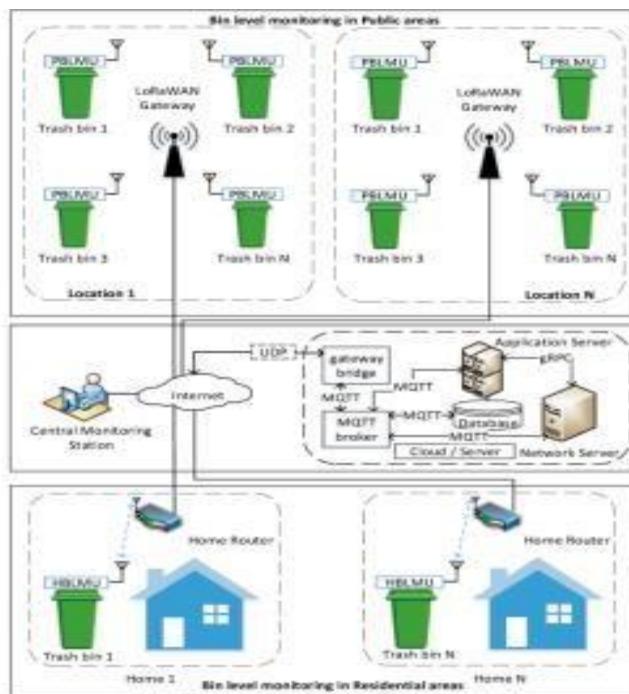 Bin level monitoring in Public areas
PBLMU
PBLMU
PBLMU
PBLMU
LoRaWAN
Gateway
LoRaWAN
Gateway
Trash bin 1
Trash bin 2
Trash bin 1
Trash bin 2
PBLMU
PBLMU
PBLMU
PBLMU
Trash bin 3
Trash bin N
Trash bin 3
Trash bin N
Location 1
Location N
Application Server
UDP
gateway
bridge
gRPC
MQTT
Internet
MQTT
MQTT
broker
MQTT
Database
MQTT
Central Monitoring
Station
Cloud / Server
Network Server
Home Router
Home Router
HBLMU
HBLMU
Trash bin 1
Trash bin N
Home 1
Home N
Bin level monitoring in Residential areas